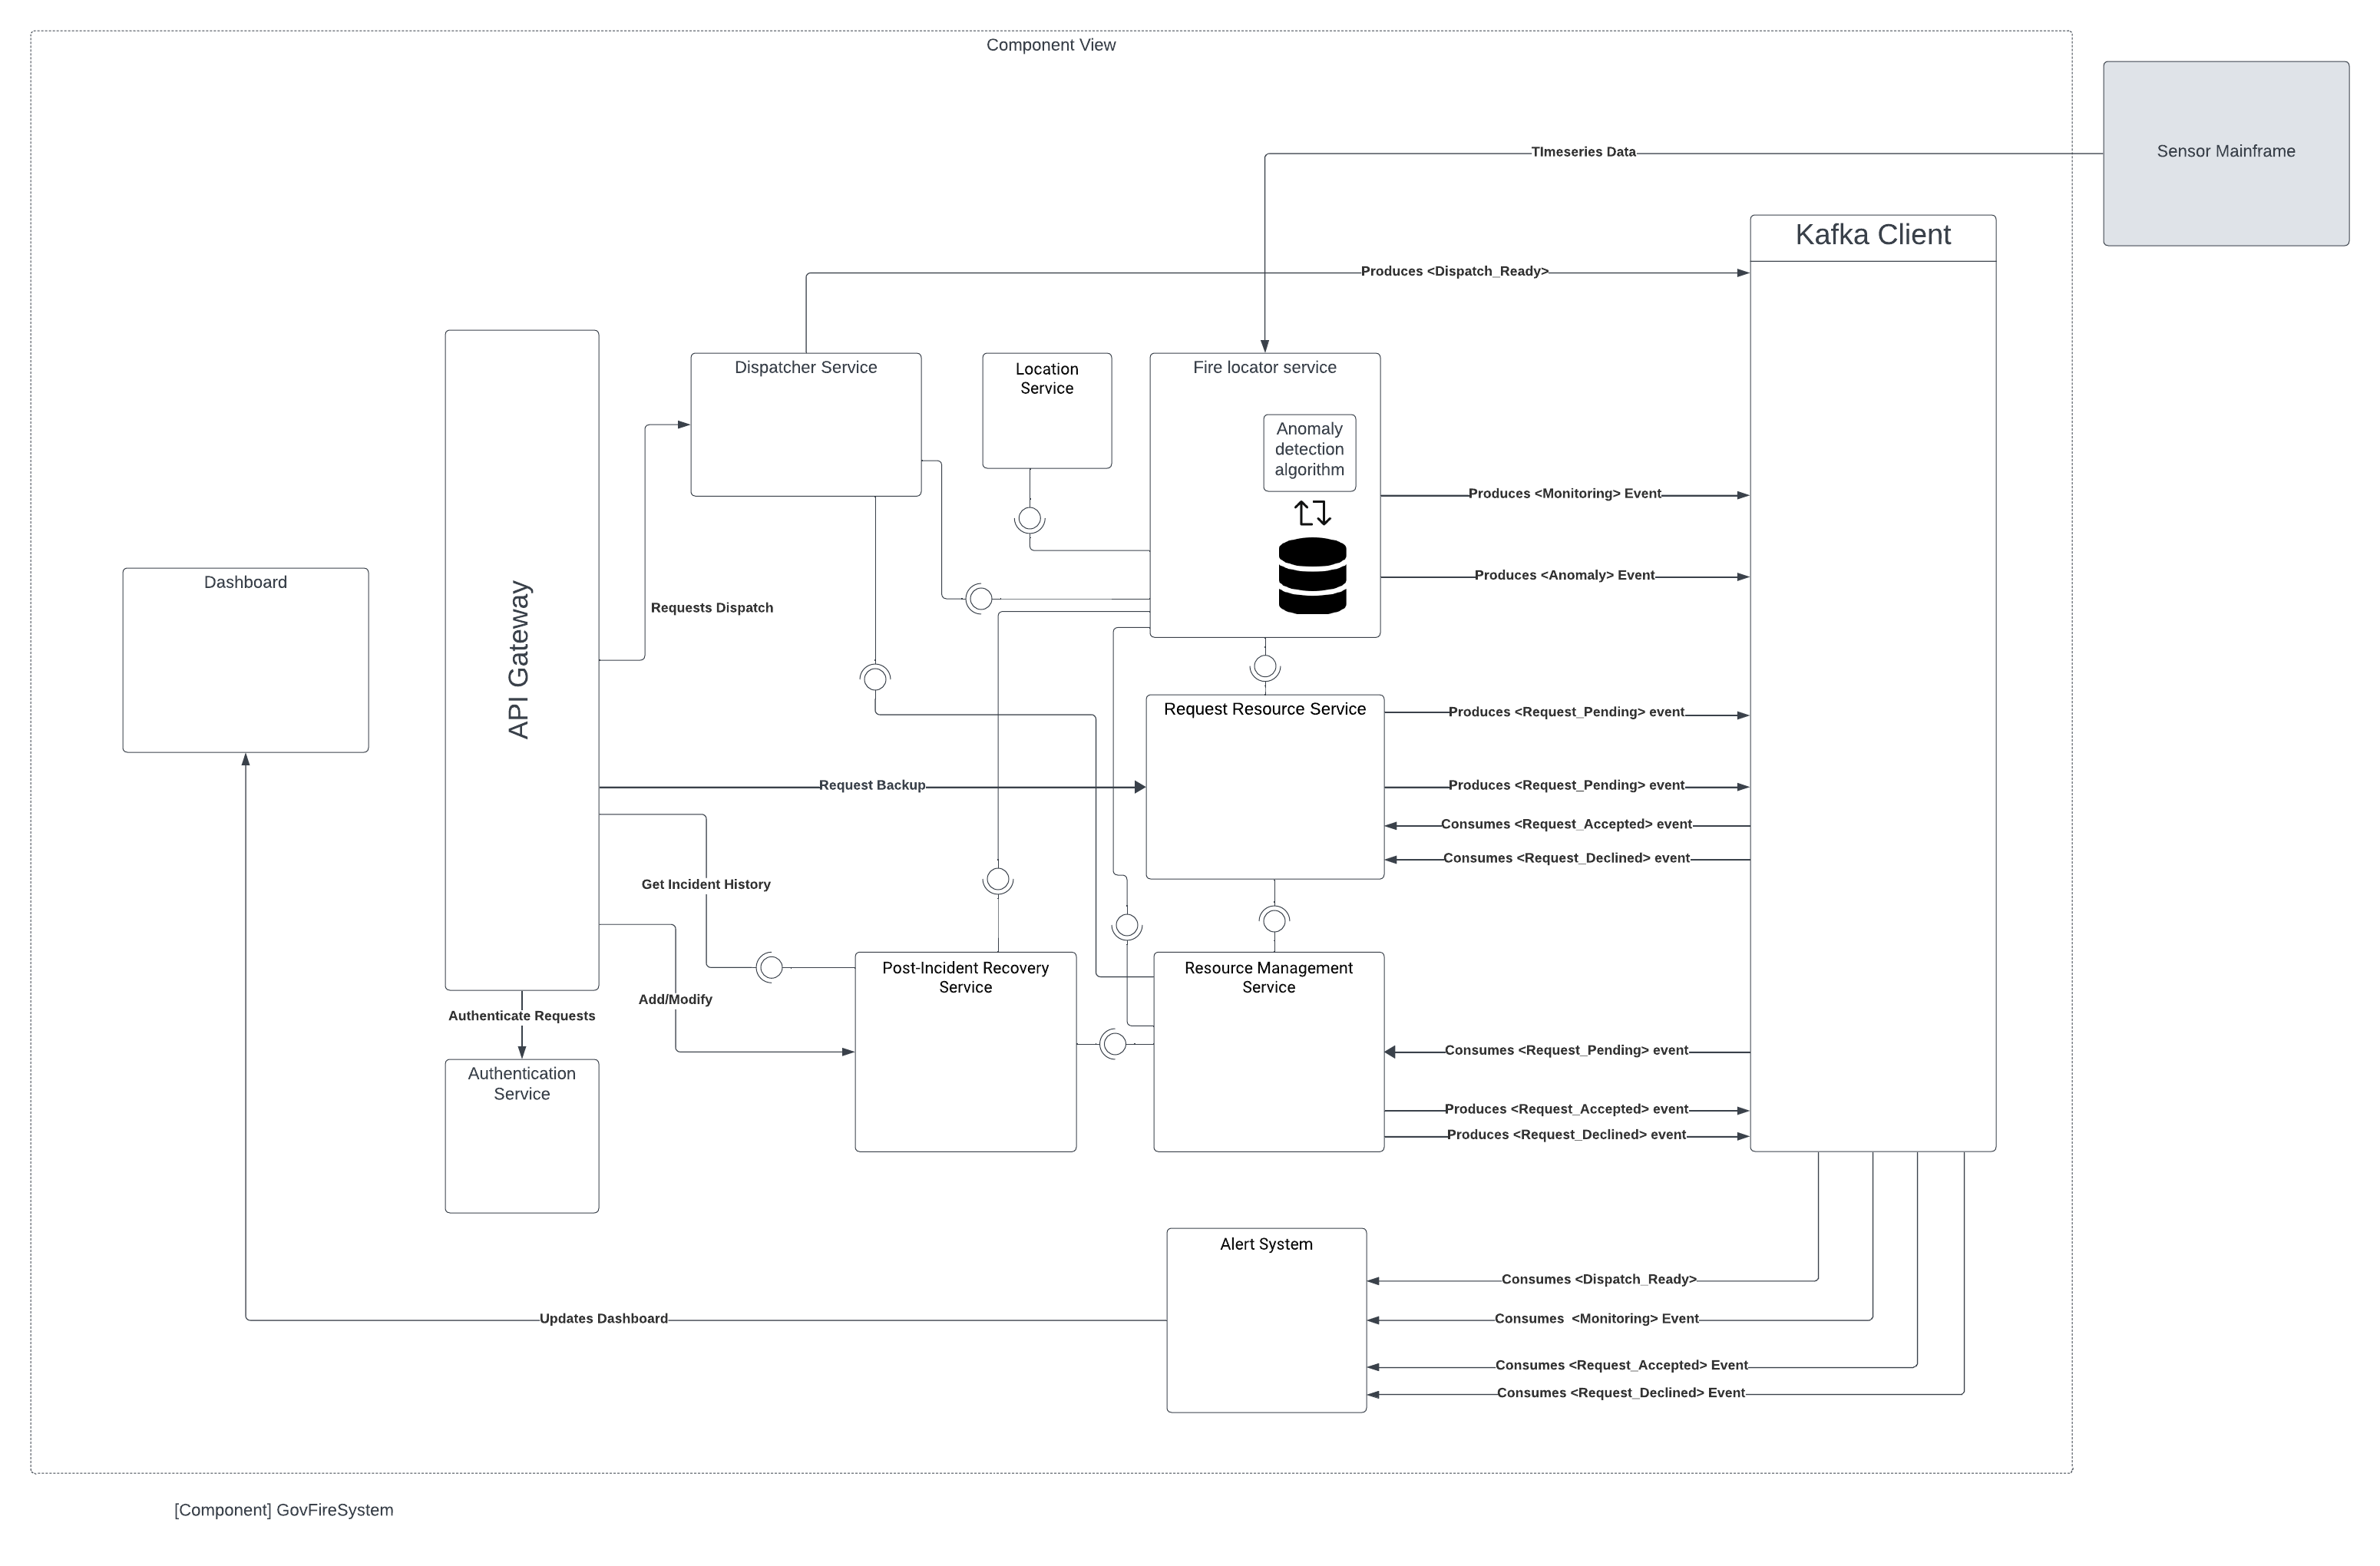 Component View
Sensor Mainframe
TImeseries Data
Kafka Client
Produces <Dispatch_Ready>
Dispatcher Service
Location
Service
Fire locator service
Anomaly
detection
algorithm
Produces <Monitoring> Event
Produces <Anomaly> Event
Dashboard
API Gateway
Requests Dispatch
Request Resource Service
Produces <Request_Pending> event
Request Backup
Produces <Request_Pending> event
Consumes <Request_Accepted> event
Consumes <Request_Declined> event
Get Incident History
Post-Incident Recovery
Service
Resource Management
Service
Add/Modify
Authenticate Requests
Authentication
Service
Consumes <Request_Pending> event
Produces <Request_Accepted> event
Produces <Request_Declined> event
Alert System
Consumes <Dispatch_Ready>
Updates Dashboard
Consumes  <Monitoring> Event
Consumes <Request_Accepted> Event
Consumes <Request_Declined> Event
[Component] GovFireSystem